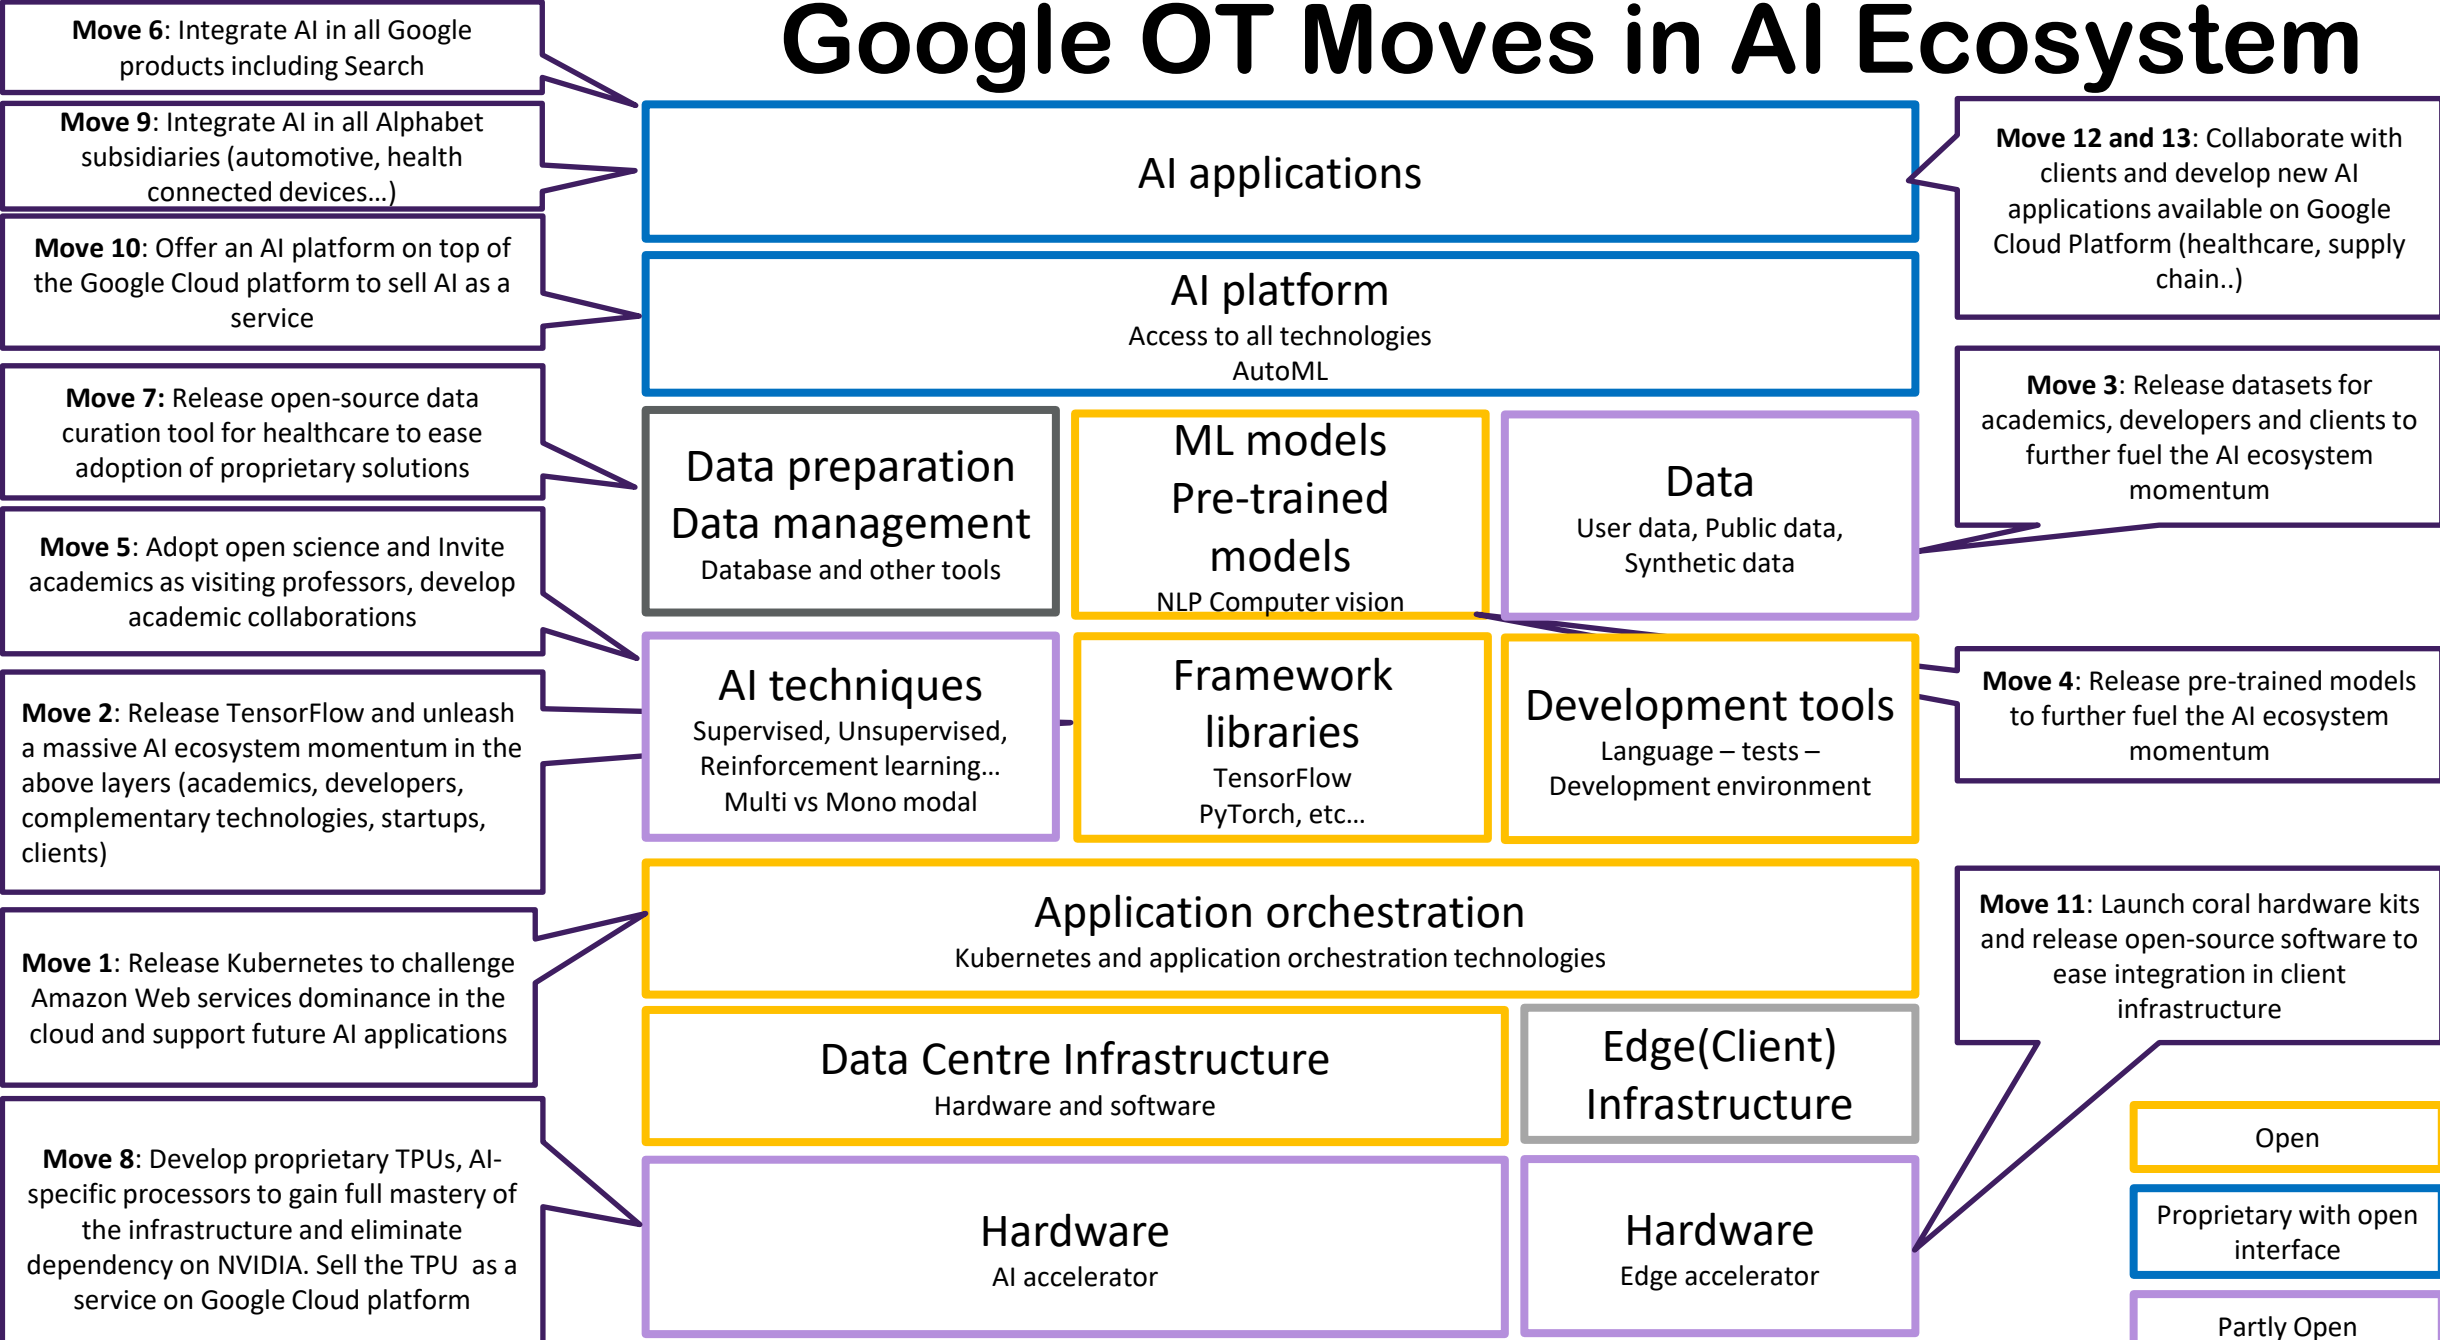 Google OT Moves in AI Ecosystem
Move 6: Integrate AI in all Google
products including Search
Move 9: Integrate AI in all Alphabet
subsidiaries (automotive, health
connected devices…)
Move 10: Offer an AI platform on top of
the Google Cloud platform to sell AI as a
service
Move 7: Release open-source data
curation tool for healthcare to ease
adoption of proprietary solutions
Move 5: Adopt open science and Invite
academics as visiting professors, develop
academic collaborations
Move 2: Release TensorFlow and unleash
a massive AI ecosystem momentum in the
above layers (academics, developers,
complementary technologies, startups,
clients)
Move 1: Release Kubernetes to challenge
Amazon Web services dominance in the
cloud and support future AI applications
Move 8: Develop proprietary TPUs, AI-
specific processors to gain full mastery of
the infrastructure and eliminate
dependency on NVIDIA. Sell the TPU as a
service on Google Cloud platform
AI applications
AI platform
Access to all technologies
AutoML
Data preparation
Data management
Database and other tools
ML models
Pre-trained
models
NLP Computer vision
Data
User data, Public data,
Synthetic data
AI techniques
Supervised, Unsupervised,
Reinforcement learning…
Multi vs Mono modal
Framework
libraries
TensorFlow
PyTorch, etc…
Development tools
Language – tests –
Development environment
Application orchestration
Kubernetes and application orchestration technologies
Data Centre Infrastructure
Hardware and software
Edge(Client)
Infrastructure
Hardware
AI accelerator
Hardware
Edge accelerator
Move 12 and 13: Collaborate with
clients and develop new AI
applications available on Google
Cloud Platform (healthcare, supply
chain..)
Move 3: Release datasets for
academics, developers and clients to
further fuel the AI ecosystem
momentum
Move 4: Release pre-trained models
to further fuel the AI ecosystem
momentum
Move 11: Launch coral hardware kits
and release open-source software to
ease integration in client
infrastructure
Open
Proprietary with open
interface
Partly Open